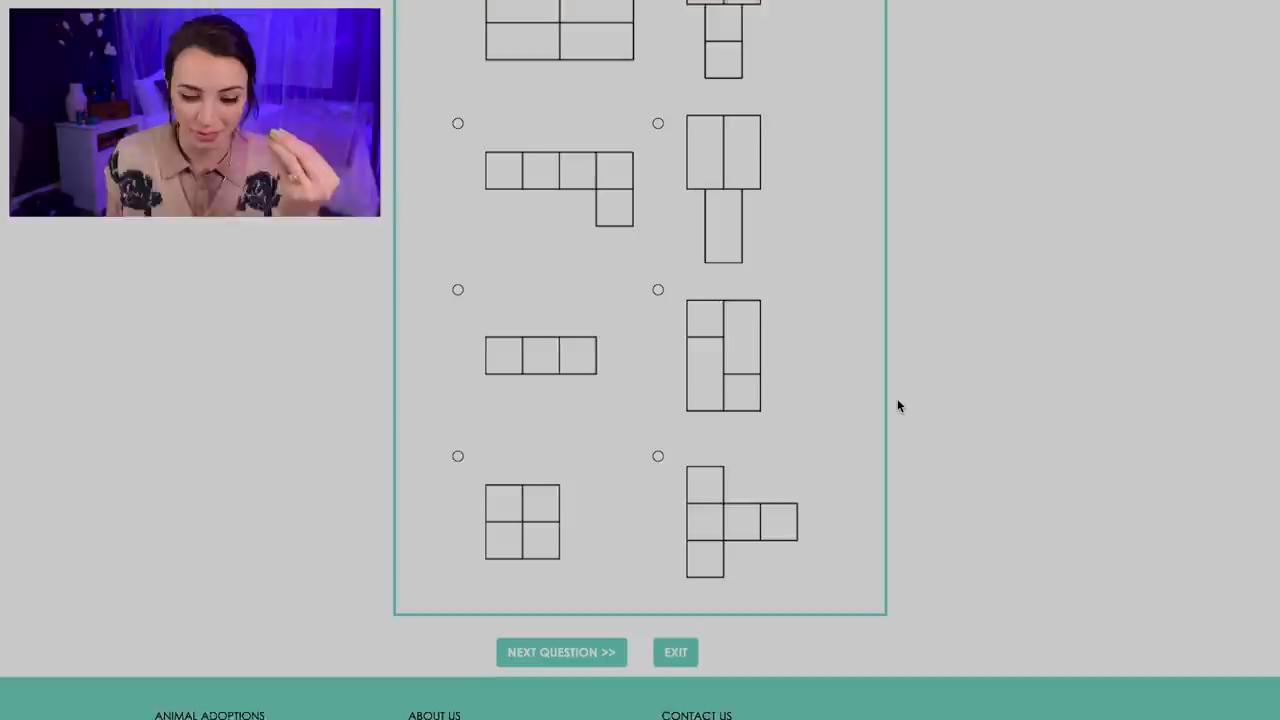 NEXT QUESTION >>
EXIT
ANIMAL ADOPTIONS
ABOUT US
CONTACT US